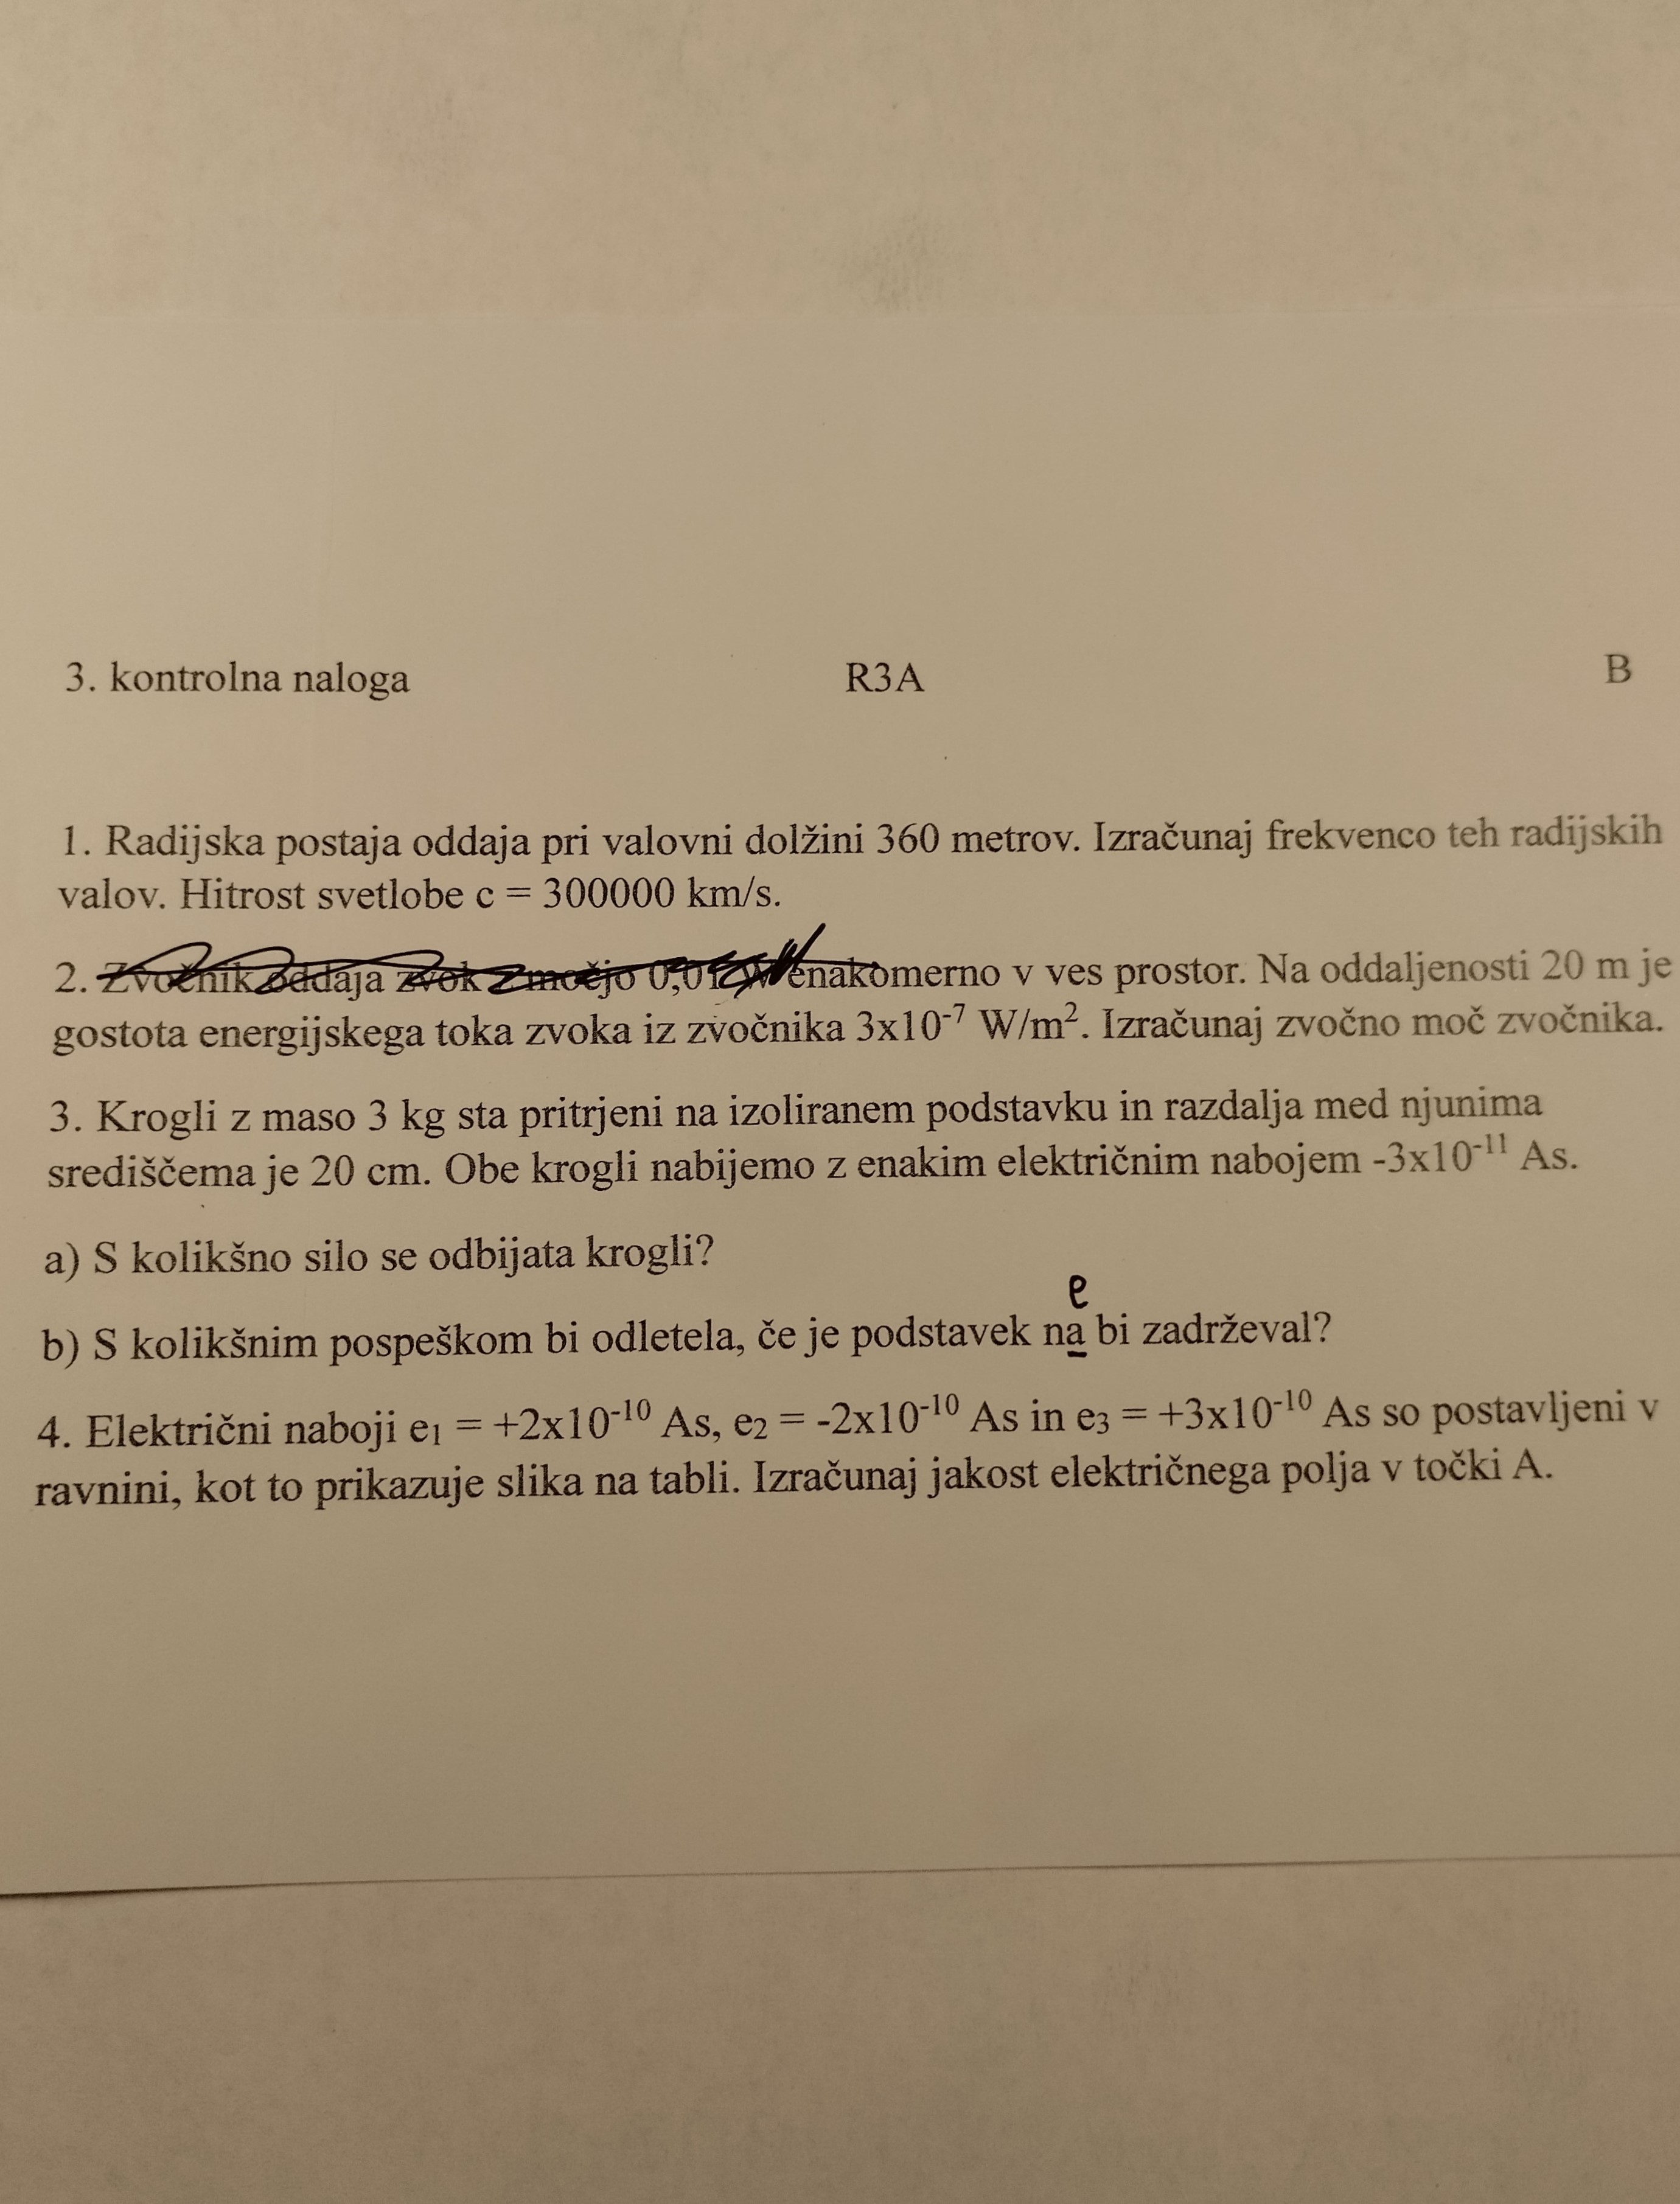 3. kontrolna naloga R3A B
1. Radijska postaja oddaja pri valovni dolžini 360 metrov. Izračunaj frekvenco teh radijskih
valov. Hitrost svetlobe c = 300000 km/s.
2. Zvočnik oddaja zvok z močjo 0,01 W enakomerno v ves prostor. Na oddaljenosti 20 m je
gostota energijskega toka zvoka iz zvočnika 3x10⁻⁷ W/m². Izračunaj zvočno moč zvočnika.
3. Krogli z maso 3 kg sta pritrjeni na izoliranem podstavku in razdalja med njunima
središčema je 20 cm. Obe krogli nabijemo z enakim električnim nabojem -3x10⁻¹¹ As.
a) S kolikšno silo se odbijata krogli?
e
b) S kolikšnim pospeškom bi odletela, če je podstavek na bi zadrževal?
4. Električni naboji e₁ = +2x10⁻¹⁰ As, e₂ = -2x10⁻¹⁰ As in e₃ = +3x10⁻¹⁰ As so postavljeni v
ravnini, kot to prikazuje slika na tabli. Izračunaj jakost električnega polja v točki A.